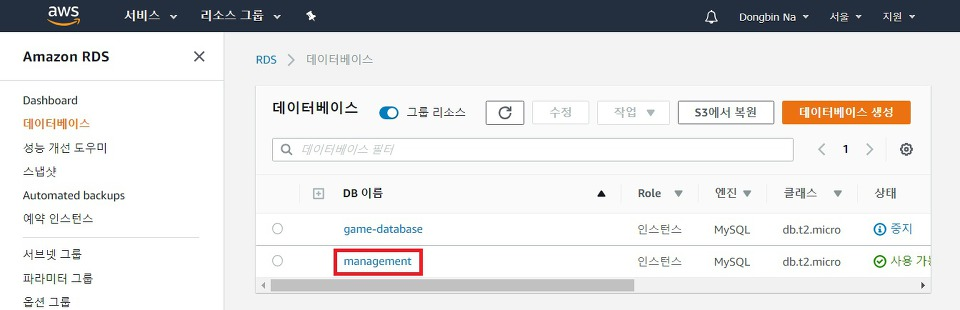 aws 서비스 리소스 그룹 Dongbin Na 서울 지원
Amazon RDS
Dashboard
데이터베이스
성능 개선 도우미
스냅샷
Automated backups
예약 인스턴스
서브넷 그룹
파라미터 그룹
옵션 그룹
RDS > 데이터베이스
데이터베이스 그룹 리소스 수정 작업 S3에서 복원 데이터베이스 생성
데이터베이스 필터 1
DB 이름 Role 엔진 클래스 상태
game-database 인스턴스 MySQL db.t2.micro 중지
management 인스턴스 MySQL db.t2.micro 사용 가능